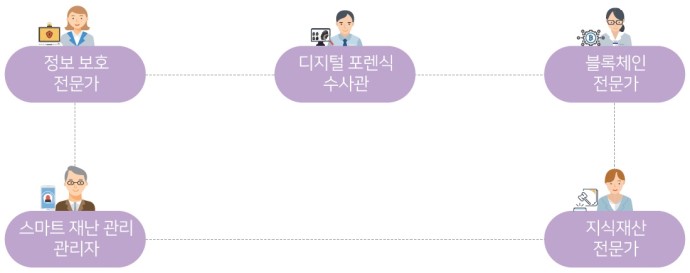 정보 보호
전문가
디지털 포렌식
수사관
블록체인
전문가
스마트 재난 관리
관리자
지식재산
전문가